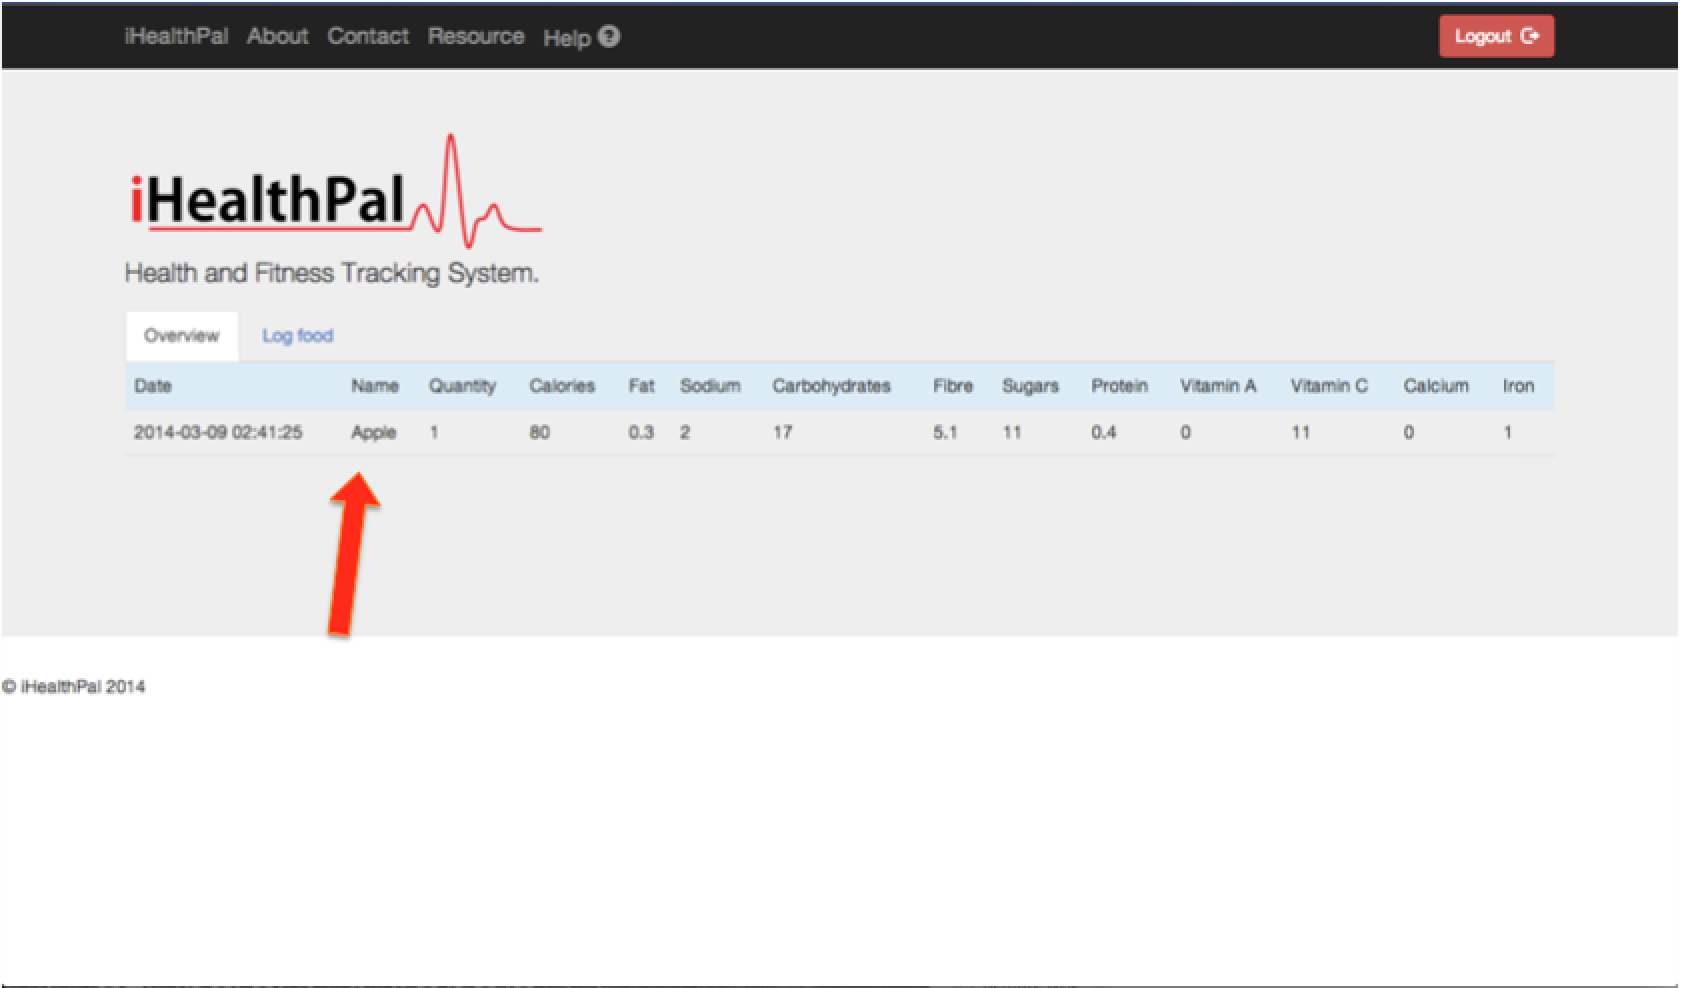 iHealthPal About Contact Resource Help ? Logout
iHealthPal
Health and Fitness Tracking System.
Overview Log food
Date Name Quantity Calories Fat Sodium Carbohydrates Fibre Sugars Protein Vitamin A Vitamin C Calcium Iron
2014-03-09 02:41:25 Apple 1 80 0.3 2 17 5.1 11 0.4 0 11 0 1
© iHealthPal 2014